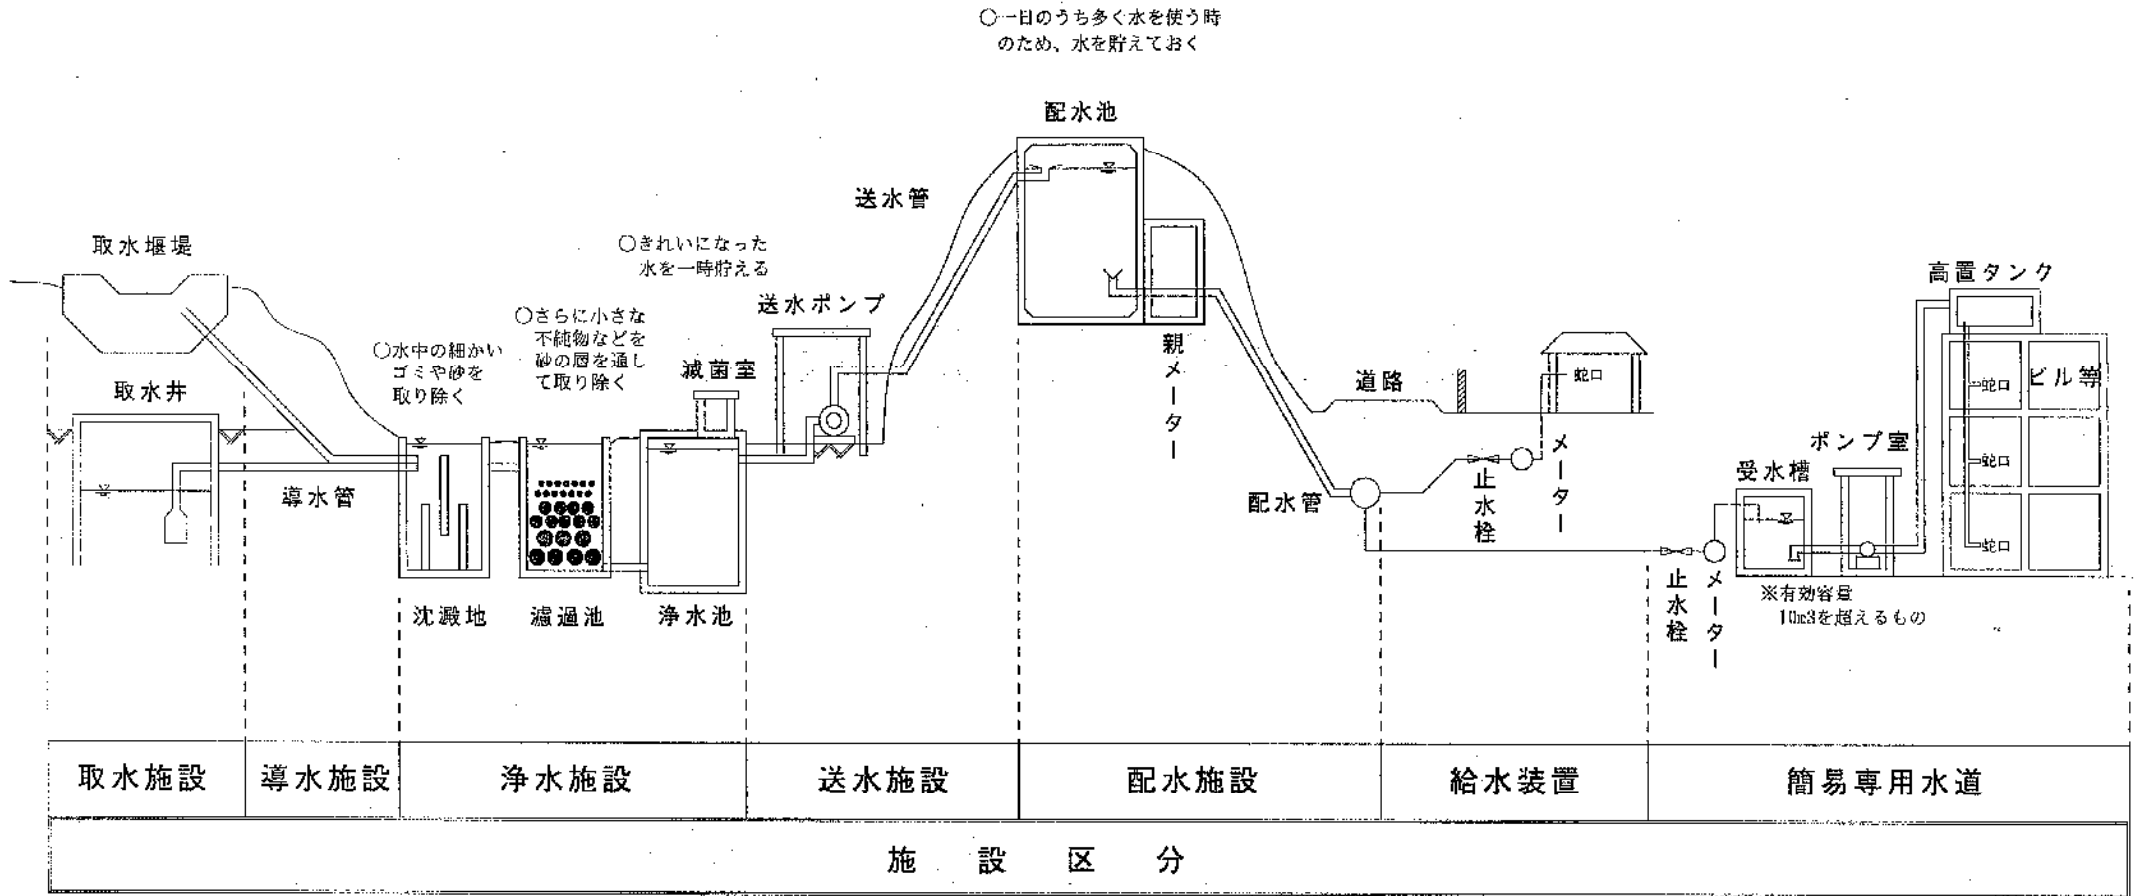 ○一日のうち多く水を使う時
のため、水を貯えておく
配水池
送水管
取水堰堤
○きれいになった
水を一時貯える
高置タンク
送水ポンプ
○さらに小さな
不純物などを
砂の層を通し
て取り除く
○水中の細かい
ゴミや砂を
取り除く
滅菌室
親メーター
道路
蛇口
蛇口
ビル等
取水井
ポンプ室
蛇口
受水槽
導水管
配水管
止水栓
メーター
蛇口
沈澱地
濾過池
浄水池
止水栓
メーター
※有効容量
10m3を超えるもの
取水施設
導水施設
浄水施設
送水施設
配水施設
給水装置
簡易専用水道
施設区分